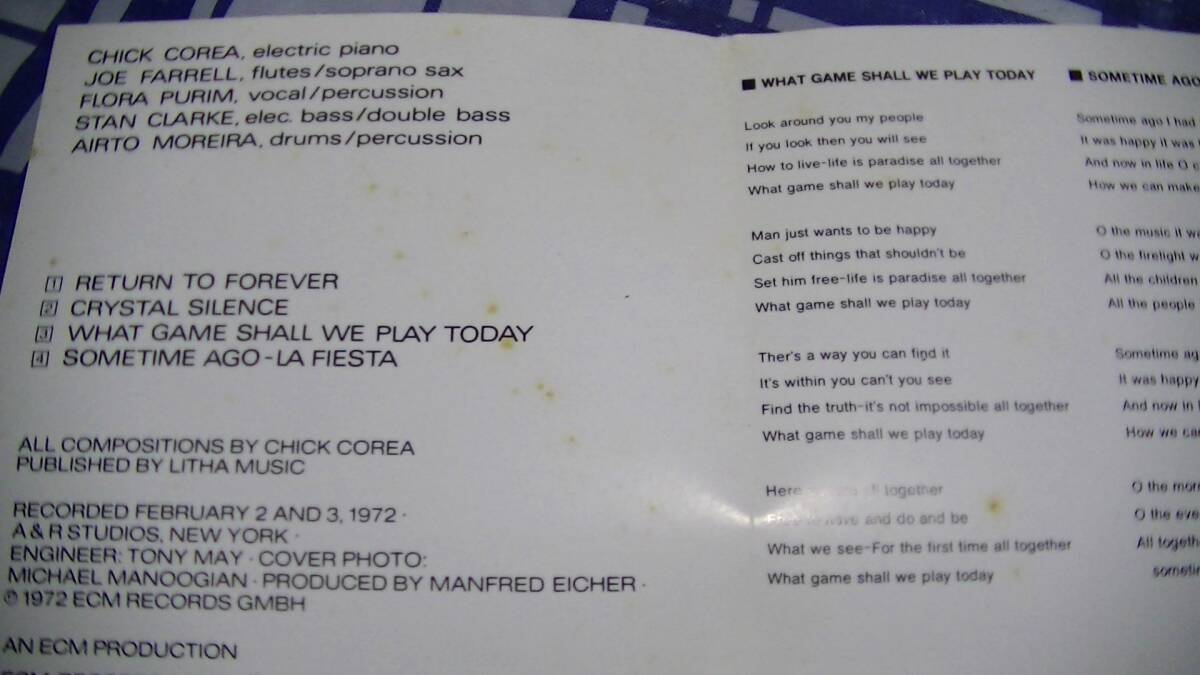 CHICK COREA, electric piano
JOE FARRELL, flutes/soprano sax
FLORA PURIM, vocal/percussion
STAN CLARKE, elec. bass/double bass
AIRTO MOREIRA, drums/percussion
1 RETURN TO FOREVER
2 CRYSTAL SILENCE
3 WHAT GAME SHALL WE PLAY TODAY
4 SOMETIME AGO-LA FIESTA
ALL COMPOSITIONS BY CHICK COREA
PUBLISHED BY LITHA MUSIC
RECORDED FEBRUARY 2 AND 3, 1972 ·
A & R STUDIOS, NEW YORK ·
ENGINEER: TONY MAY · COVER PHOTO:
MICHAEL MANOOGIAN · PRODUCED BY MANFRED EICHER ·
℗ 1972 ECM RECORDS GMBH
AN ECM PRODUCTION
■ WHAT GAME SHALL WE PLAY TODAY
Look around you my people
If you look then you will see
How to live-life is paradise all together
What game shall we play today
Man just wants to be happy
Cast off things that shouldn't be
Set him free-life is paradise all together
What game shall we play today
Ther's a way you can find it
It's within you can't you see
Find the truth-it's not impossible all together
What game shall we play today
Here all together
and do and be
What we see-For the first time all together
What game shall we play today
■ SOMETIME AGO
Sometime ago I had
It was happy it was
And now in life O
How we can make
O the music it
O the firelight
All the children
All the people
Sometime
It was happy
And now in
How we
O the
O the
All